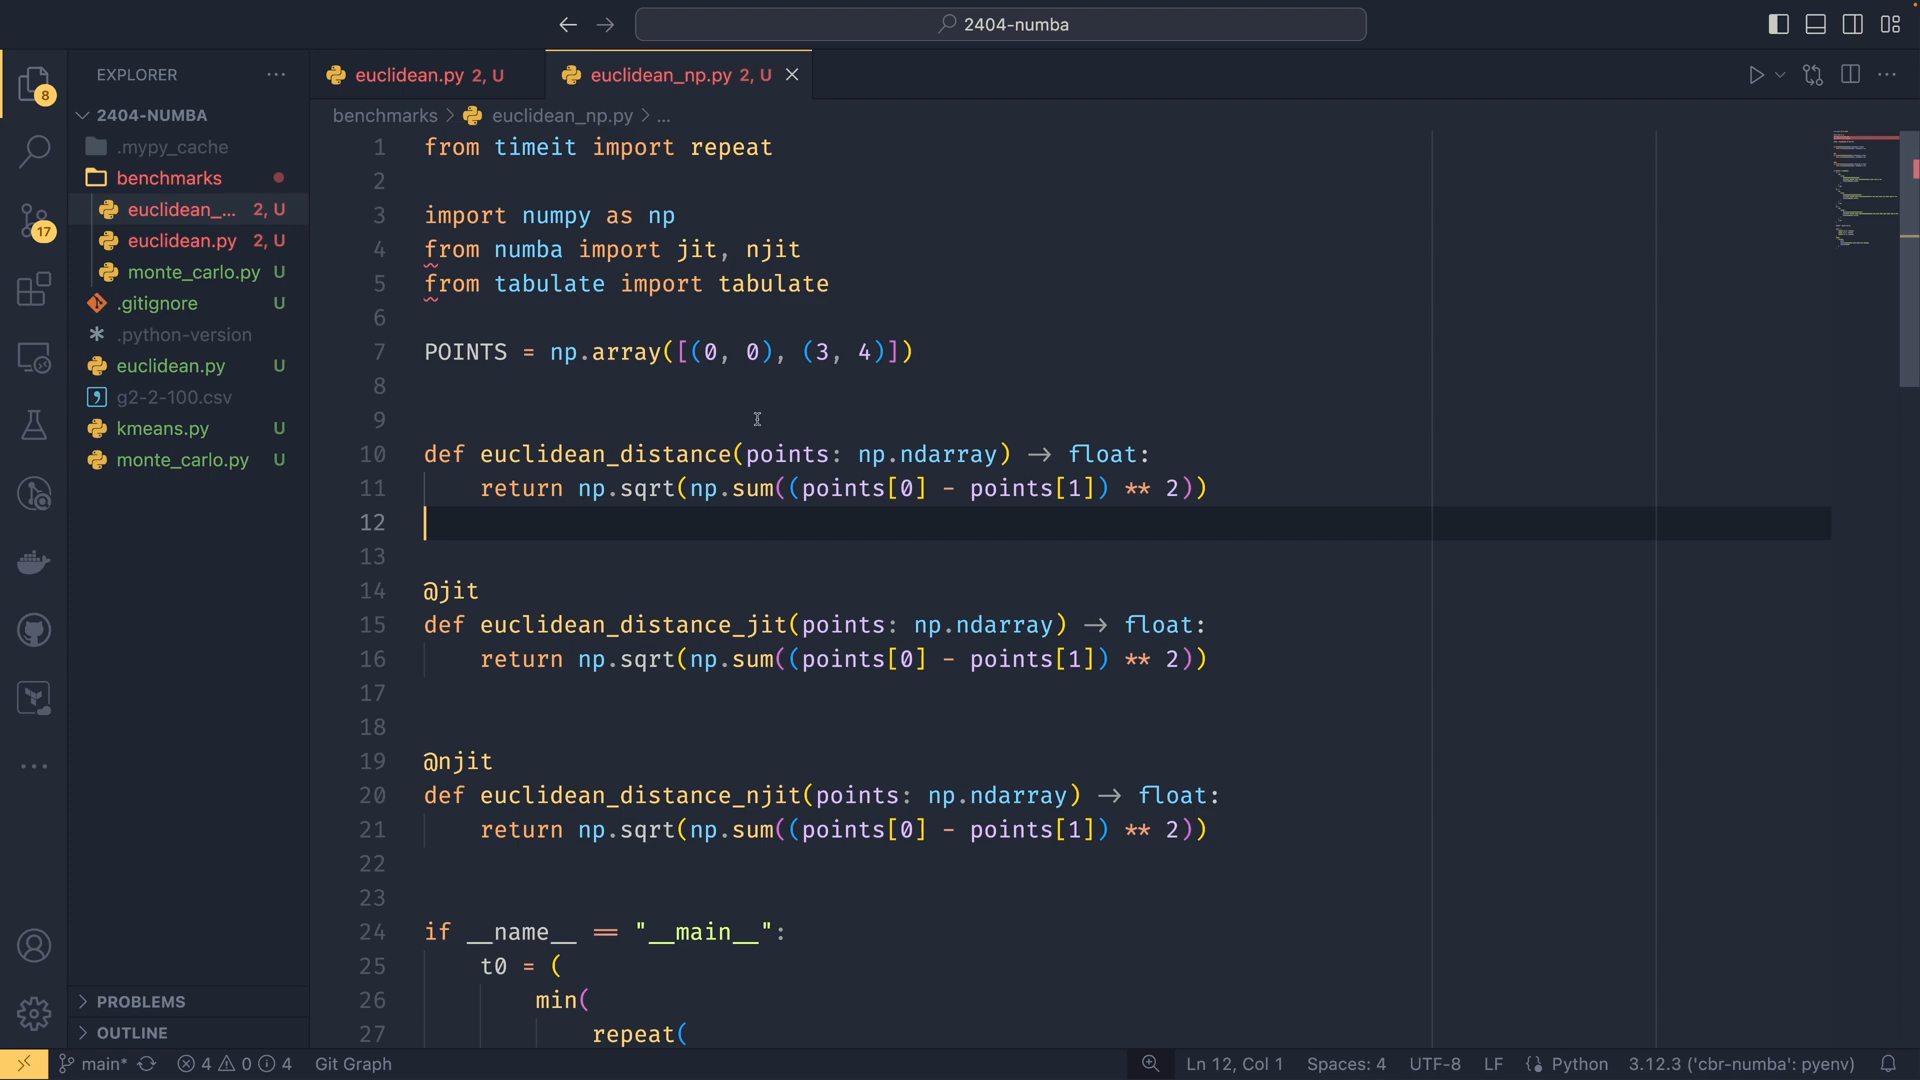 2404-numba
EXPLORER
8
17
2404-NUMBA
.mypy_cache
benchmarks
euclidean_... 2, U
euclidean.py 2, U
monte_carlo.py U
.gitignore U
.python-version
euclidean.py U
g2-2-100.csv
kmeans.py U
monte_carlo.py U
PROBLEMS
OUTLINE
euclidean.py 2, U
euclidean_np.py 2, U
benchmarks > euclidean_np.py > ...
1 from timeit import repeat
2
3 import numpy as np
4 from numba import jit, njit
5 from tabulate import tabulate
6
7 POINTS = np.array([(0, 0), (3, 4)])
8
9
10 def euclidean_distance(points: np.ndarray) → float:
11 return np.sqrt(np.sum((points[0] - points[1]) ** 2))
12
13
14 @jit
15 def euclidean_distance_jit(points: np.ndarray) → float:
16 return np.sqrt(np.sum((points[0] - points[1]) ** 2))
17
18
19 @njit
20 def euclidean_distance_njit(points: np.ndarray) → float:
21 return np.sqrt(np.sum((points[0] - points[1]) ** 2))
22
23
24 if __name__ == "__main__":
25 t0 = (
26 min(
27 repeat(
main* 4 0 4 Git Graph
Ln 12, Col 1 Spaces: 4 UTF-8 LF Python 3.12.3 ('cbr-numba': pyenv)